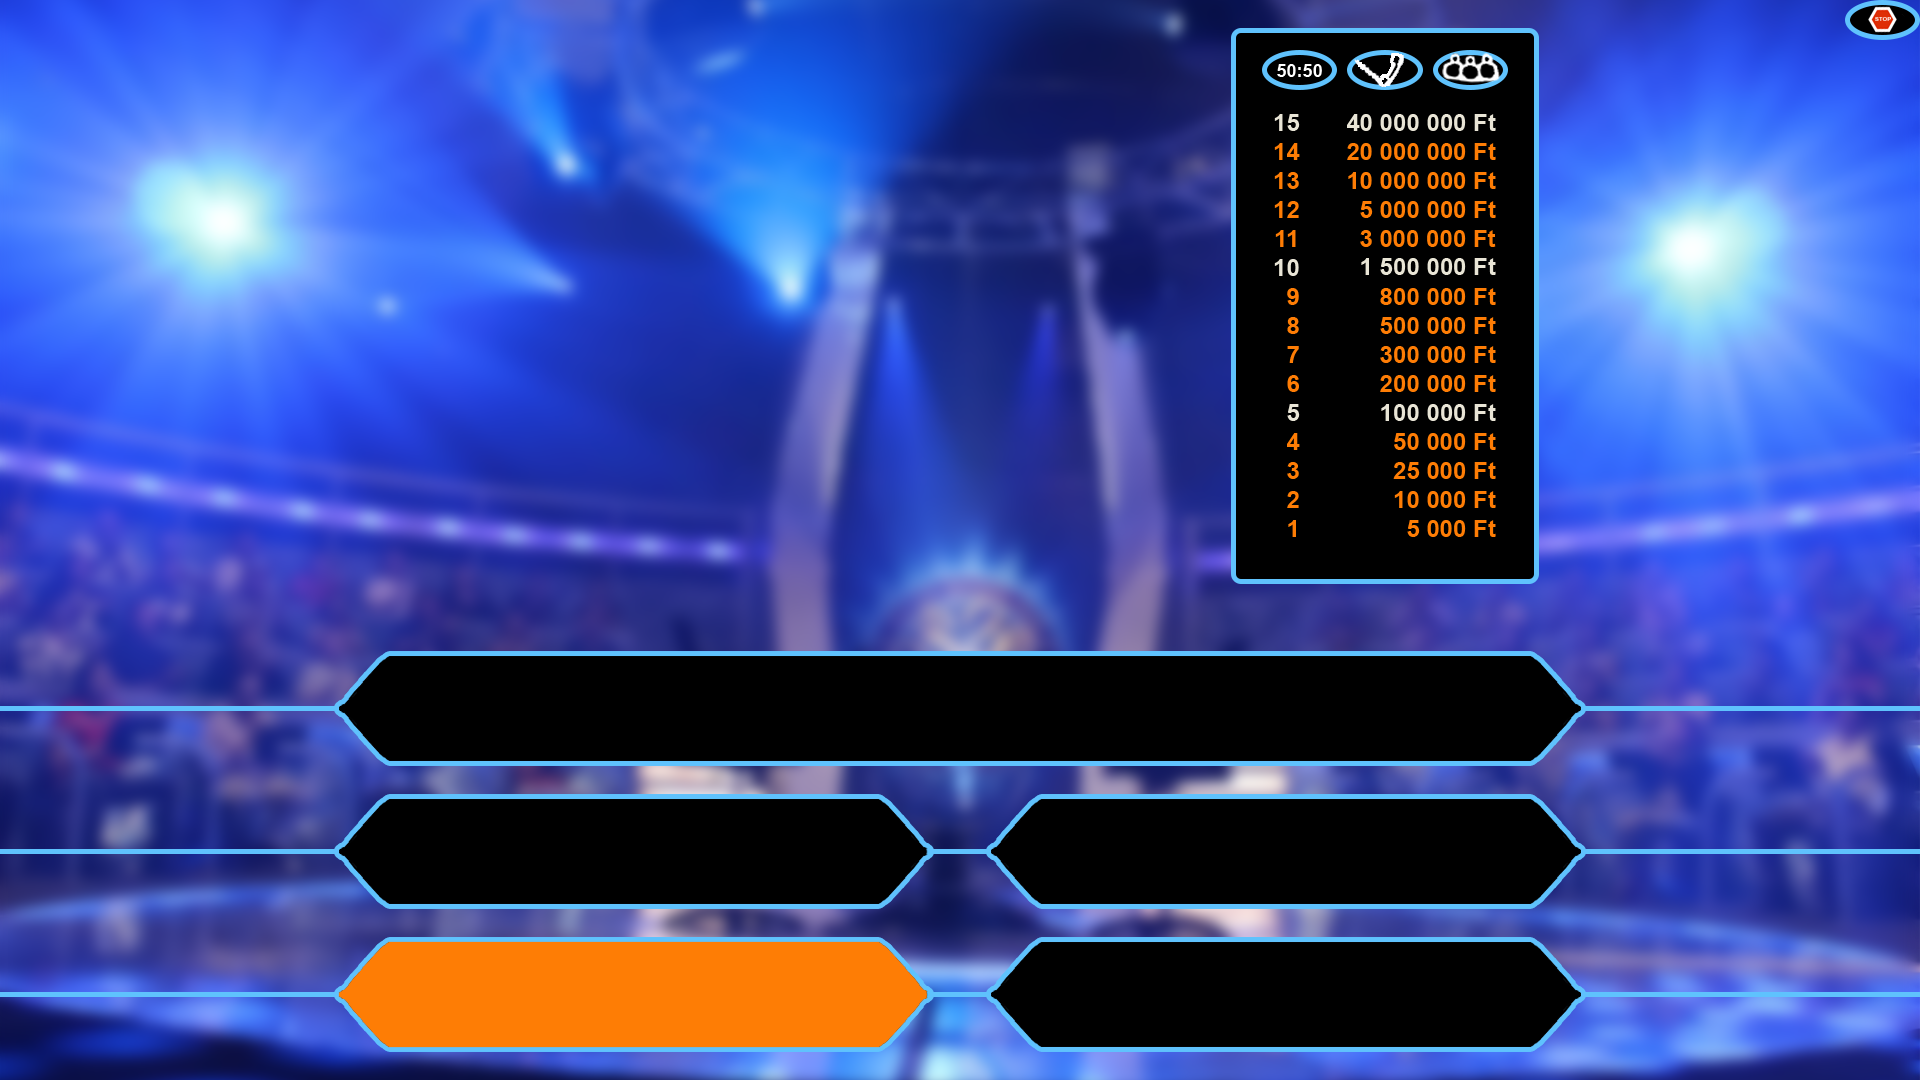 STOP
50:50
15 40 000 000 Ft
14 20 000 000 Ft
13 10 000 000 Ft
12 5 000 000 Ft
11 3 000 000 Ft
10 1 500 000 Ft
9 800 000 Ft
8 500 000 Ft
7 300 000 Ft
6 200 000 Ft
5 100 000 Ft
4 50 000 Ft
3 25 000 Ft
2 10 000 Ft
1 5 000 Ft